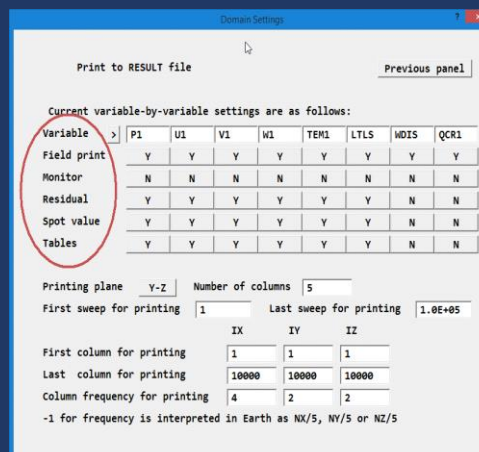 Domain Settings ?
Print to RESULT file Previous panel
Current variable-by-variable settings are as follows:
Variable > P1 U1 V1 W1 TEM1 LTLS WDIS QCR1
Field print Y Y Y Y Y Y Y Y
Monitor N N N N N N N N
Residual Y Y Y Y Y Y N N
Spot value Y Y Y Y Y Y N N
Tables Y Y Y Y Y Y N N
Printing plane Y-Z Number of columns 5
First sweep for printing 1 Last sweep for printing 1.0E+05
IX IY IZ
First column for printing 1 1 1
Last column for printing 10000 10000 10000
Column frequency for printing 4 2 2
-1 for frequency is interpreted in Earth as NX/5, NY/5 or NZ/5